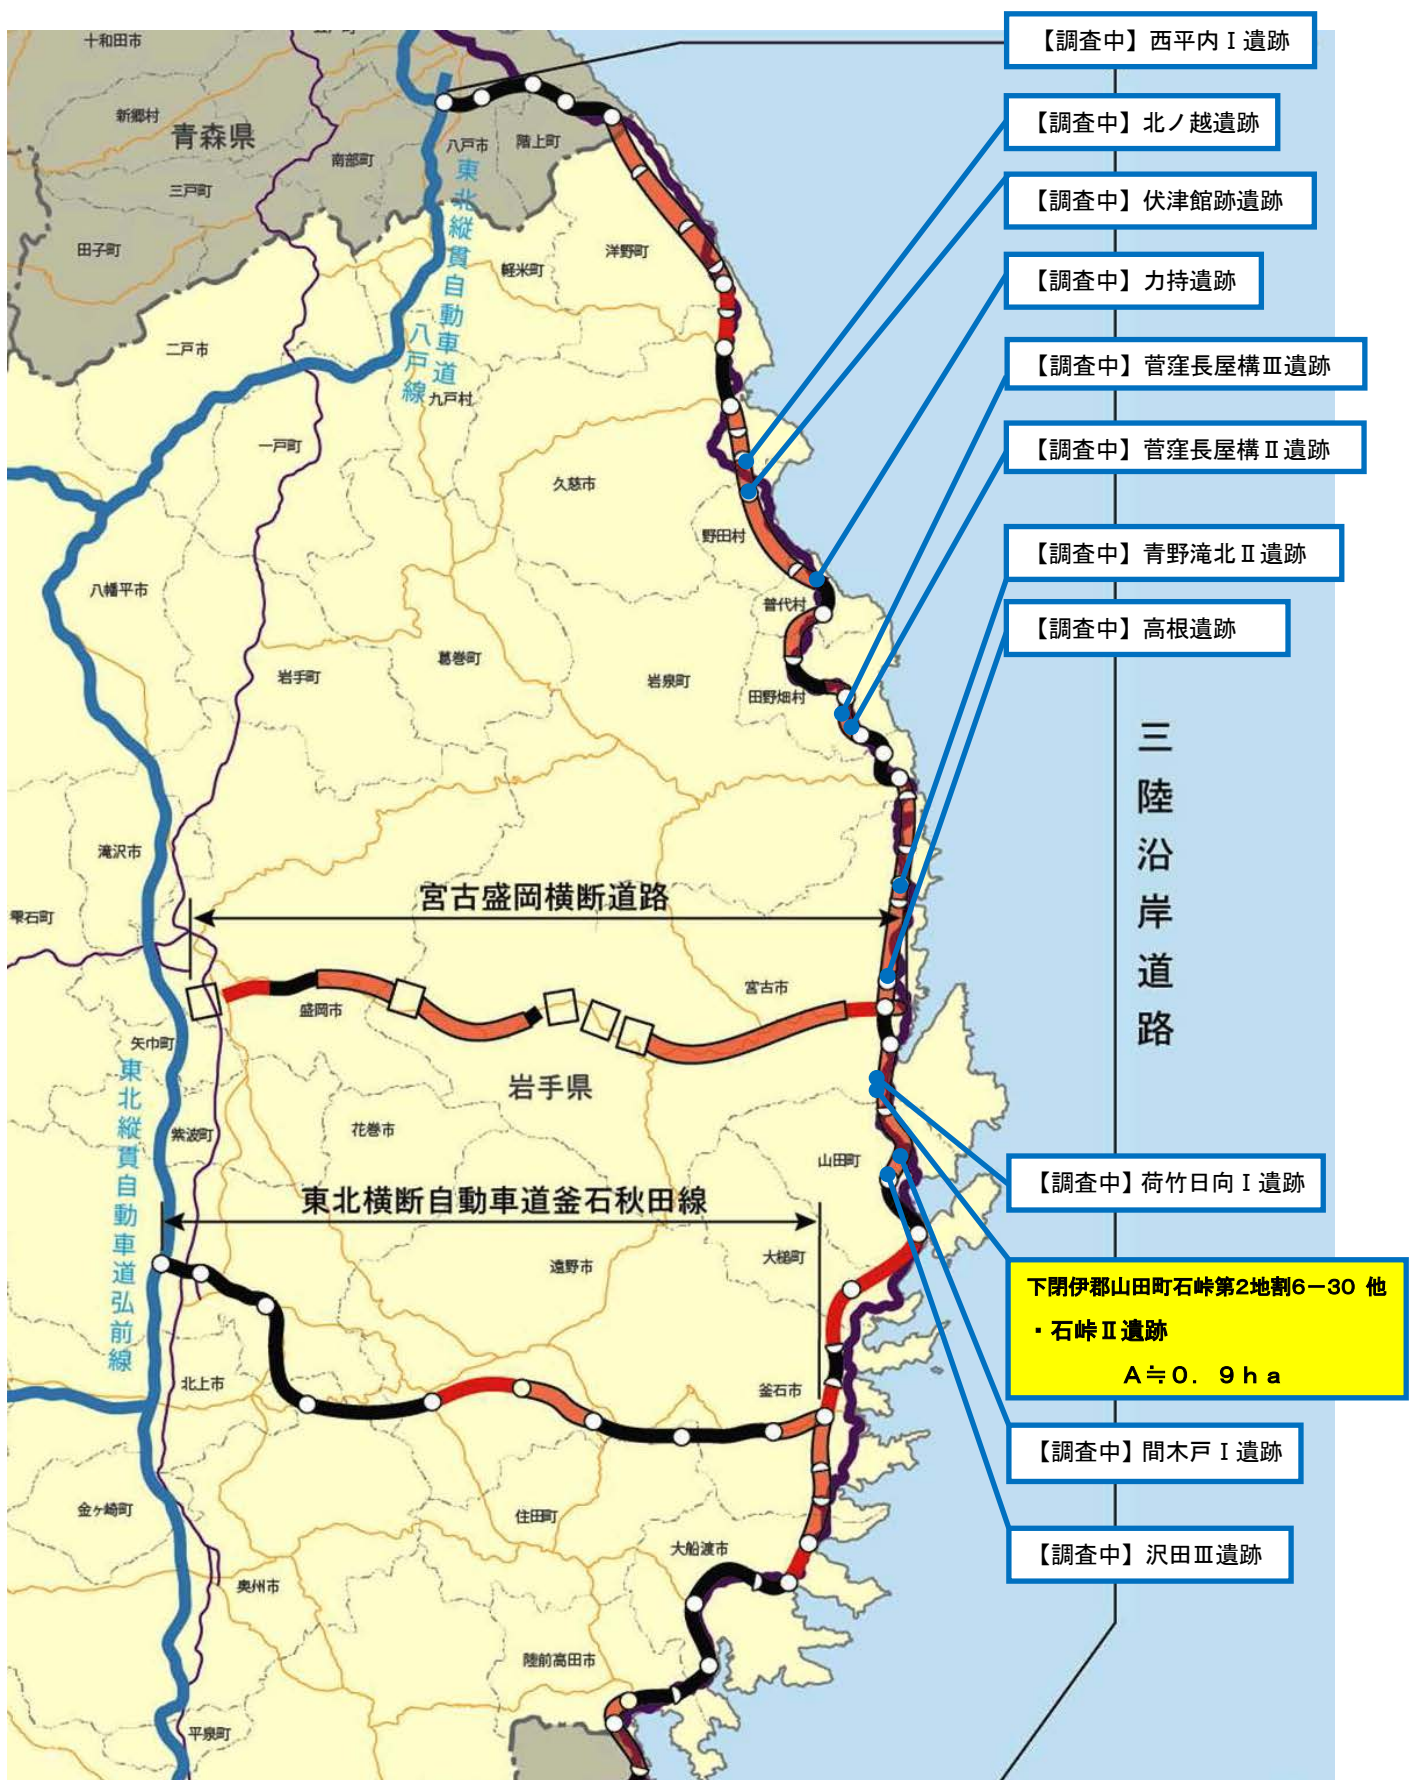 【調査中】西平内Ⅰ遺跡
【調査中】北ノ越遺跡
【調査中】伏津館跡遺跡
【調査中】力持遺跡
【調査中】菅窪長屋構Ⅲ遺跡
【調査中】菅窪長屋構Ⅱ遺跡
【調査中】青野滝北Ⅱ遺跡
【調査中】高根遺跡
【調査中】荷竹日向Ⅰ遺跡
下閉伊郡山田町石峠第2地割6－30 他
・石峠Ⅱ遺跡
A≒0．9ha
【調査中】間木戸Ⅰ遺跡
【調査中】沢田Ⅲ遺跡
三陸沿岸道路
十和田市
新郷村
青森県
八戸市
階上町
南部町
三戸町
田子町
東北縦貫自動車道
八戸線
軽米町
洋野町
二戸市
九戸村
一戸町
久慈市
野田村
八幡平市
普代村
葛巻町
岩手町
岩泉町
田野畑村
滝沢市
宮古盛岡横断道路
雫石町
宮古市
盛岡市
矢巾町
岩手県
東北縦貫自動車道弘前線
紫波町
花巻市
山田町
東北横断自動車道釜石秋田線
大槌町
遠野市
北上市
釜石市
金ヶ崎町
住田町
大船渡市
奥州市
陸前高田市
平泉町